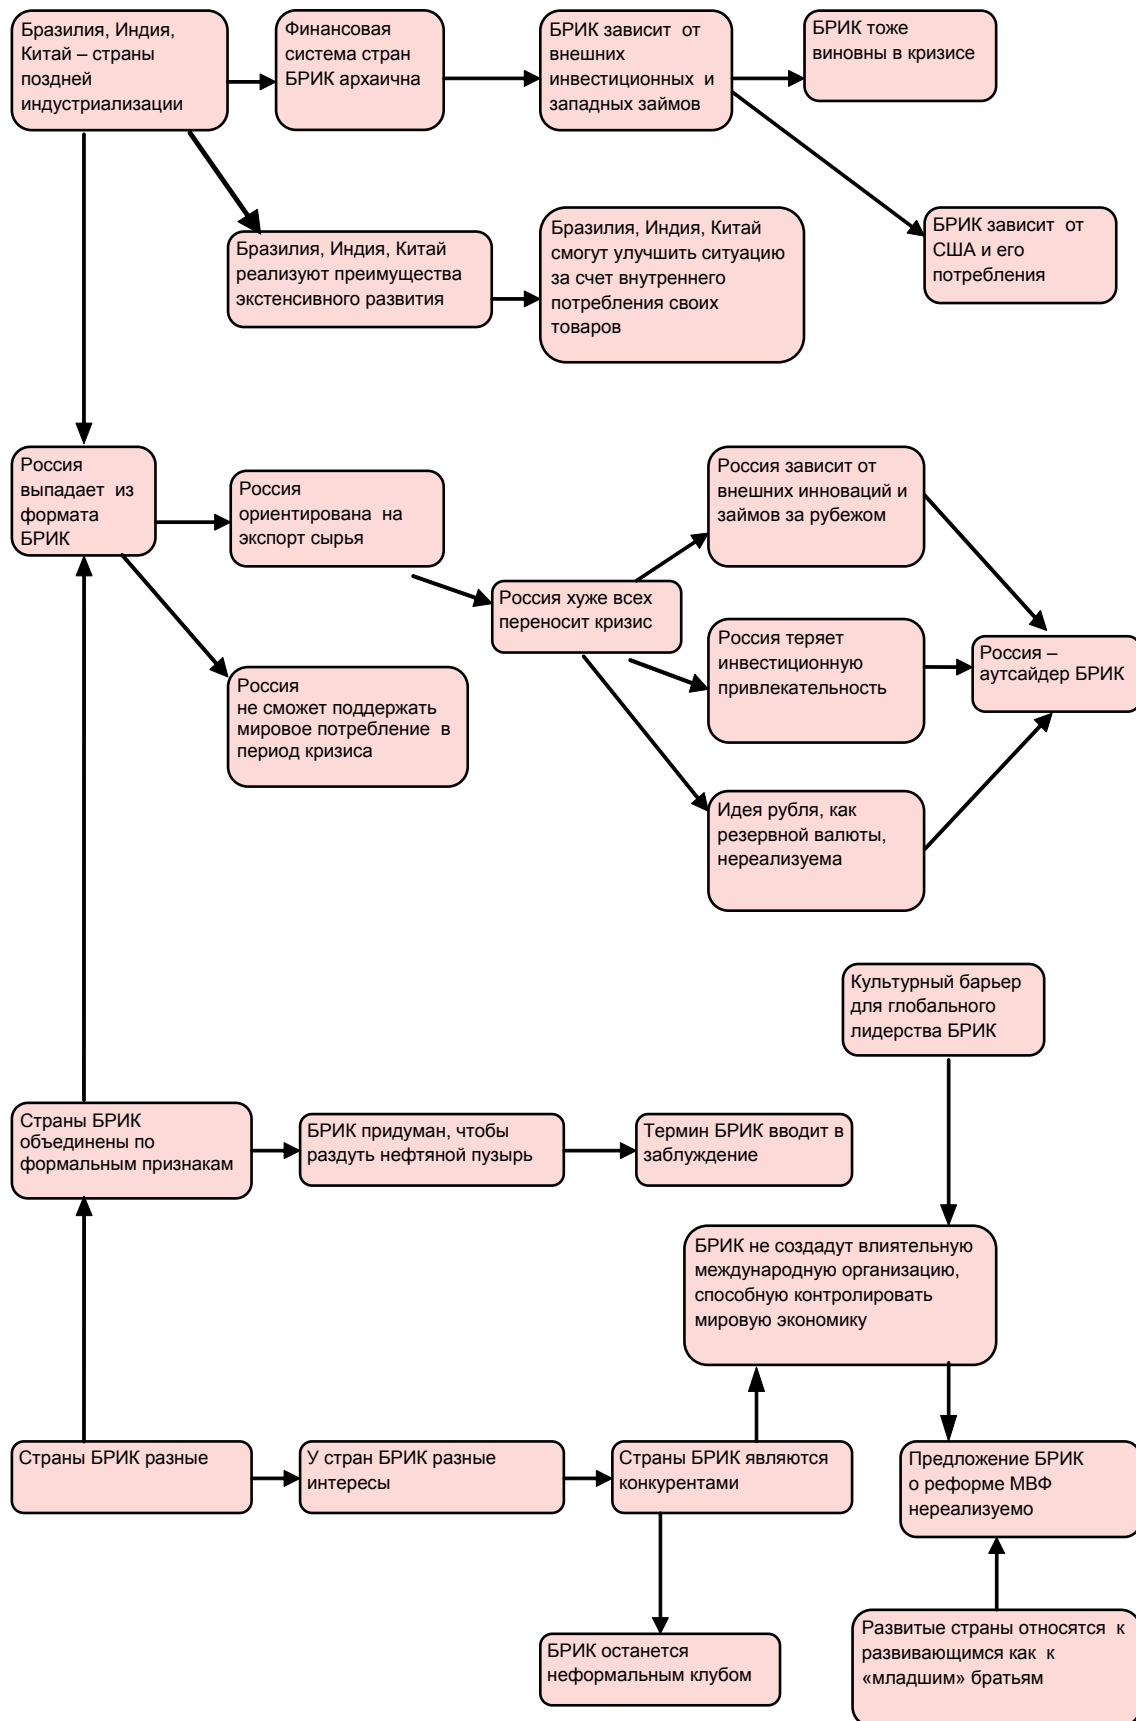 Бразилия, Индия,
Китай – страны
поздней
индустриализации
Финансовая
система стран
БРИК архаична
БРИК зависит от
внешних
инвестиционных и
западных займов
БРИК тоже
виновны в кризисе
Бразилия, Индия, Китай
реализуют преимущества
экстенсивного развития
Бразилия, Индия, Китай
смогут улучшить ситуацию
за счет внутреннего
потребления своих
товаров
БРИК зависит от
США и его
потребления
Россия
выпадает из
формата
БРИК
Россия
ориентирована на
экспорт сырья
Россия зависит от
внешних инноваций и
займов за рубежом
Россия хуже всех
переносит кризис
Россия теряет
инвестиционную
привлекательность
Россия –
аутсайдер БРИК
Россия
не сможет поддержать
мировое потребление в
период кризиса
Идея рубля, как
резервной валюты,
нереализуема
Культурный барьер
для глобального
лидерства БРИК
Страны БРИК
объединены по
формальным признакам
БРИК придуман, чтобы
раздуть нефтяной пузырь
Термин БРИК вводит в
заблуждение
БРИК не создадут влиятельную
международную организацию,
способную контролировать
мировую экономику
Страны БРИК разные
У стран БРИК разные
интересы
Страны БРИК являются
конкурентами
Предложение БРИК
о реформе МВФ
нереализуемо
БРИК останется
неформальным клубом
Развитые страны относятся к
развивающимся как к
«младшим» братьям